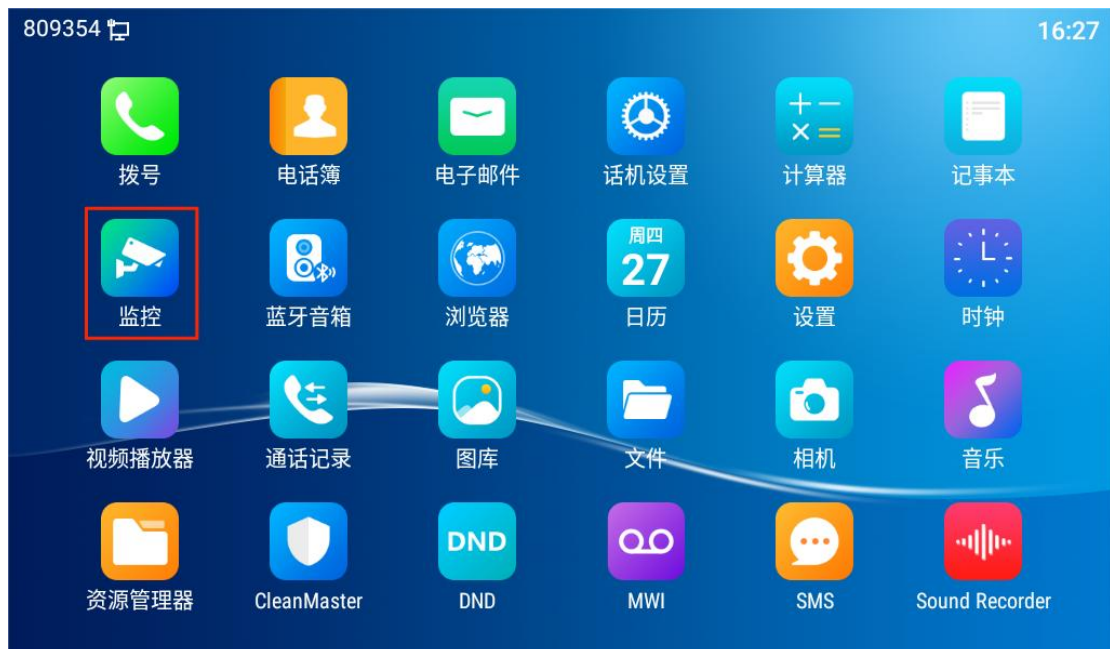 809354
16:27
拨号
电话簿
电子邮件
话机设置
计算器
记事本
周四
27
监控
蓝牙音箱
浏览器
日历
设置
时钟
视频播放器
通话记录
图库
文件
相机
音乐
DND
资源管理器
CleanMaster
DND
MWI
SMS
Sound Recorder